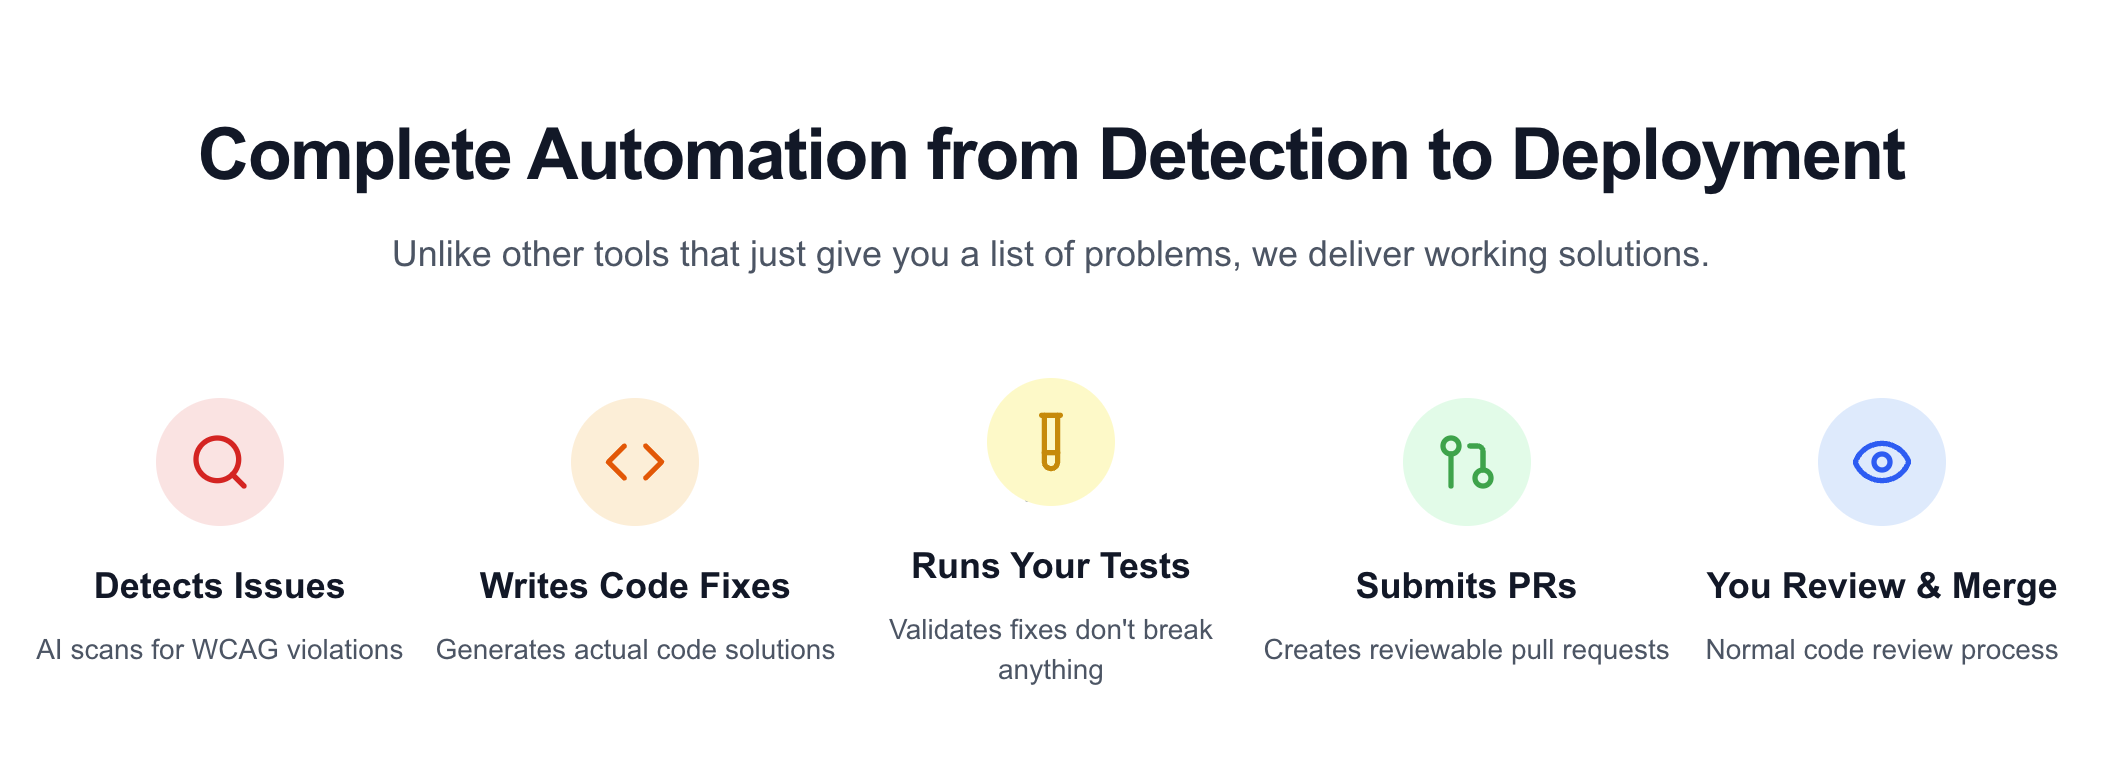 Complete Automation from Detection to Deployment
Unlike other tools that just give you a list of problems, we deliver working solutions.
Detects Issues
AI scans for WCAG violations
Writes Code Fixes
Generates actual code solutions
Runs Your Tests
Validates fixes don't break
anything
Submits PRs
Creates reviewable pull requests
You Review & Merge
Normal code review process